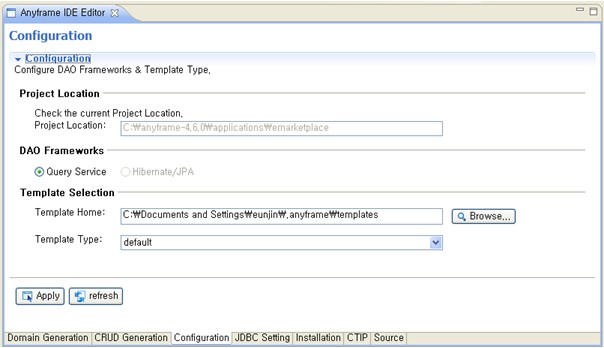 Anyframe IDE Editor
Configuration
Configuration
Configure DAO Frameworks & Template Type,
Project Location
Check the current Project Location,
Project Location: C:₩anyframe-4,6,0₩applications₩emarketplace
DAO Frameworks
Query Service Hibernate/JPA
Template Selection
Template Home: C:₩Documents and Settings₩eunjin₩,anyframe₩templates Browse,,,
Template Type: default
Apply refresh
Domain Generation CRUD Generation Configuration JDBC Setting Installation CTIP Source